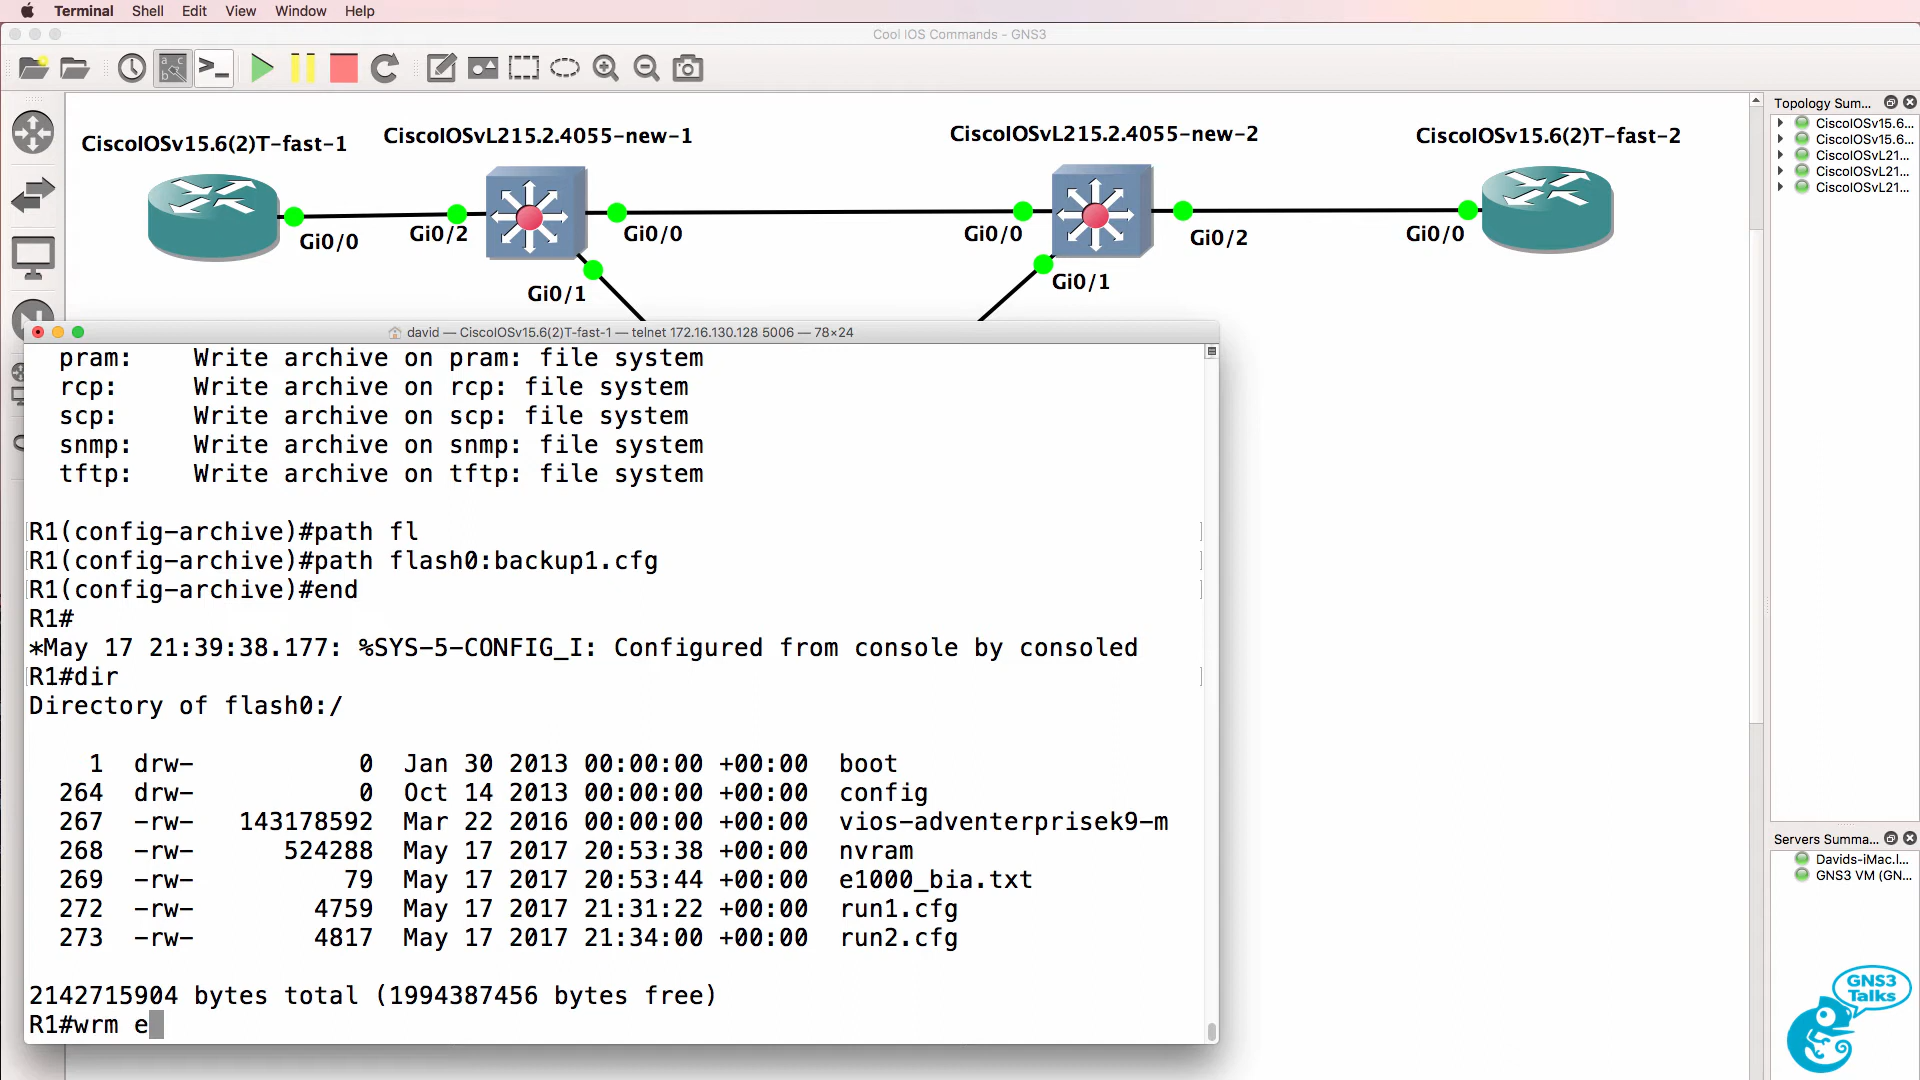 Terminal Shell Edit View Window Help
Cool IOS Commands - GNS3
a c
b
>_
CiscoIOSv15.6(2)T-fast-1
CiscoIOSvL215.2.4055-new-1
CiscoIOSvL215.2.4055-new-2
CiscoIOSv15.6(2)T-fast-2
Gi0/0
Gi0/2
Gi0/0
Gi0/0
Gi0/2
Gi0/0
Gi0/1
Gi0/1
Topology Sum...
CiscoIOSv15.6...
CiscoIOSv15.6...
CiscoIOSvL21...
CiscoIOSvL21...
CiscoIOSvL21...
david — CiscoIOSv15.6(2)T-fast-1 — telnet 172.16.130.128 5006 — 78×24
pram: Write archive on pram: file system
rcp: Write archive on rcp: file system
scp: Write archive on scp: file system
snmp: Write archive on snmp: file system
tftp: Write archive on tftp: file system
R1(config-archive)#path fl
R1(config-archive)#path flash0:backup1.cfg
R1(config-archive)#end
R1#
*May 17 21:39:38.177: %SYS-5-CONFIG_I: Configured from console by consoled
R1#dir
Directory of flash0:/
1 drw- 0 Jan 30 2013 00:00:00 +00:00 boot
264 drw- 0 Oct 14 2013 00:00:00 +00:00 config
267 -rw- 143178592 Mar 22 2016 00:00:00 +00:00 vios-adventerprisek9-m
268 -rw- 524288 May 17 2017 20:53:38 +00:00 nvram
269 -rw- 79 May 17 2017 20:53:44 +00:00 e1000_bia.txt
272 -rw- 4759 May 17 2017 21:31:22 +00:00 run1.cfg
273 -rw- 4817 May 17 2017 21:34:00 +00:00 run2.cfg
2142715904 bytes total (1994387456 bytes free)
R1#wrm e
Servers Summa...
Davids-iMac.l...
GNS3 VM (GN...
GNS3
Talks